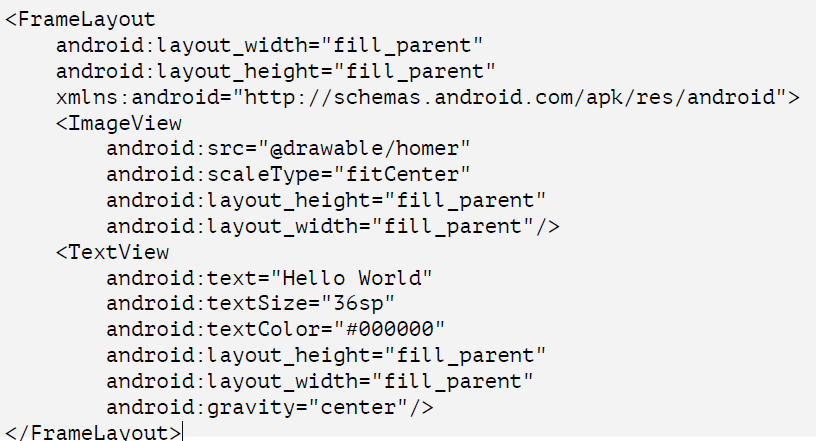 <FrameLayout
    android:layout_width="fill_parent"
    android:layout_height="fill_parent"
    xmlns:android="http://schemas.android.com/apk/res/android">
    <ImageView
        android:src="@drawable/homer"
        android:scaleType="fitCenter"
        android:layout_height="fill_parent"
        android:layout_width="fill_parent"/>
    <TextView
        android:text="Hello World"
        android:textSize="36sp"
        android:textColor="#000000"
        android:layout_height="fill_parent"
        android:layout_width="fill_parent"
        android:gravity="center"/>
</FrameLayout>